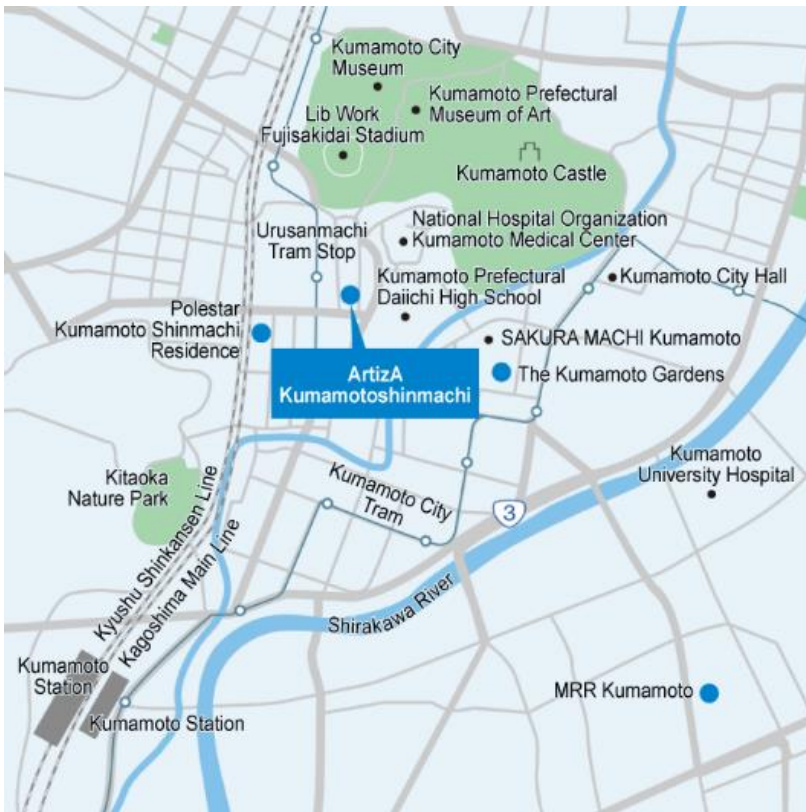 Kumamoto City
Museum
Kumamoto Prefectural
Museum of Art
Lib Work
Fujisakidai Stadium
Kumamoto Castle
National Hospital Organization
Kumamoto Medical Center
Urusanmachi
Tram Stop
Kumamoto Prefectural
Daiichi High School
Kumamoto City Hall
Polestar
Kumamoto Shinmachi
Residence
SAKURA MACHI Kumamoto
ArtizA
Kumamotoshinmachi
The Kumamoto Gardens
Kumamoto
University Hospital
Kitaoka
Nature Park
Kumamoto City
Tram
3
Kyushu Shinkansen Line
Kagoshima Main Line
Shirakawa River
Kumamoto
Station
Kumamoto Station
MRR Kumamoto